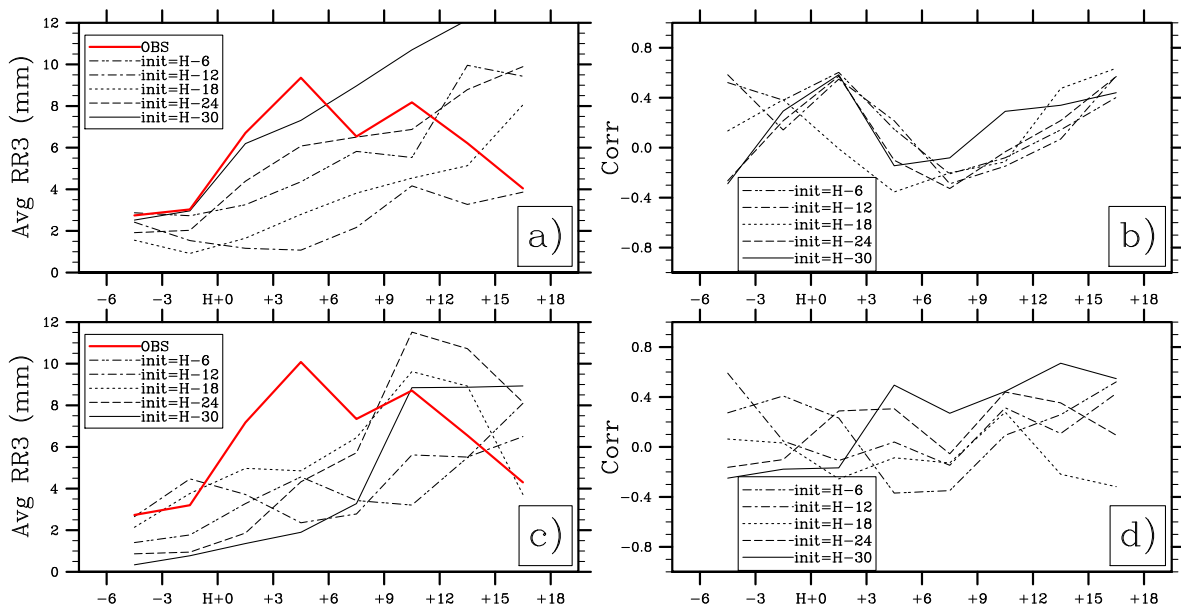 12
10
8
6
4
2
0
Avg RR3 (mm)
OBS
init=H-6
init=H-12
init=H-18
init=H-24
init=H-30
a)
-6 -3 H+0 +3 +6 +9 +12 +15 +18
0.8
0.4
0.0
-0.4
-0.8
Corr
init=H-6
init=H-12
init=H-18
init=H-24
init=H-30
b)
-6 -3 H+0 +3 +6 +9 +12 +15 +18
12
10
8
6
4
2
0
Avg RR3 (mm)
OBS
init=H-6
init=H-12
init=H-18
init=H-24
init=H-30
c)
-6 -3 H+0 +3 +6 +9 +12 +15 +18
0.8
0.4
0.0
-0.4
-0.8
Corr
init=H-6
init=H-12
init=H-18
init=H-24
init=H-30
d)
-6 -3 H+0 +3 +6 +9 +12 +15 +18